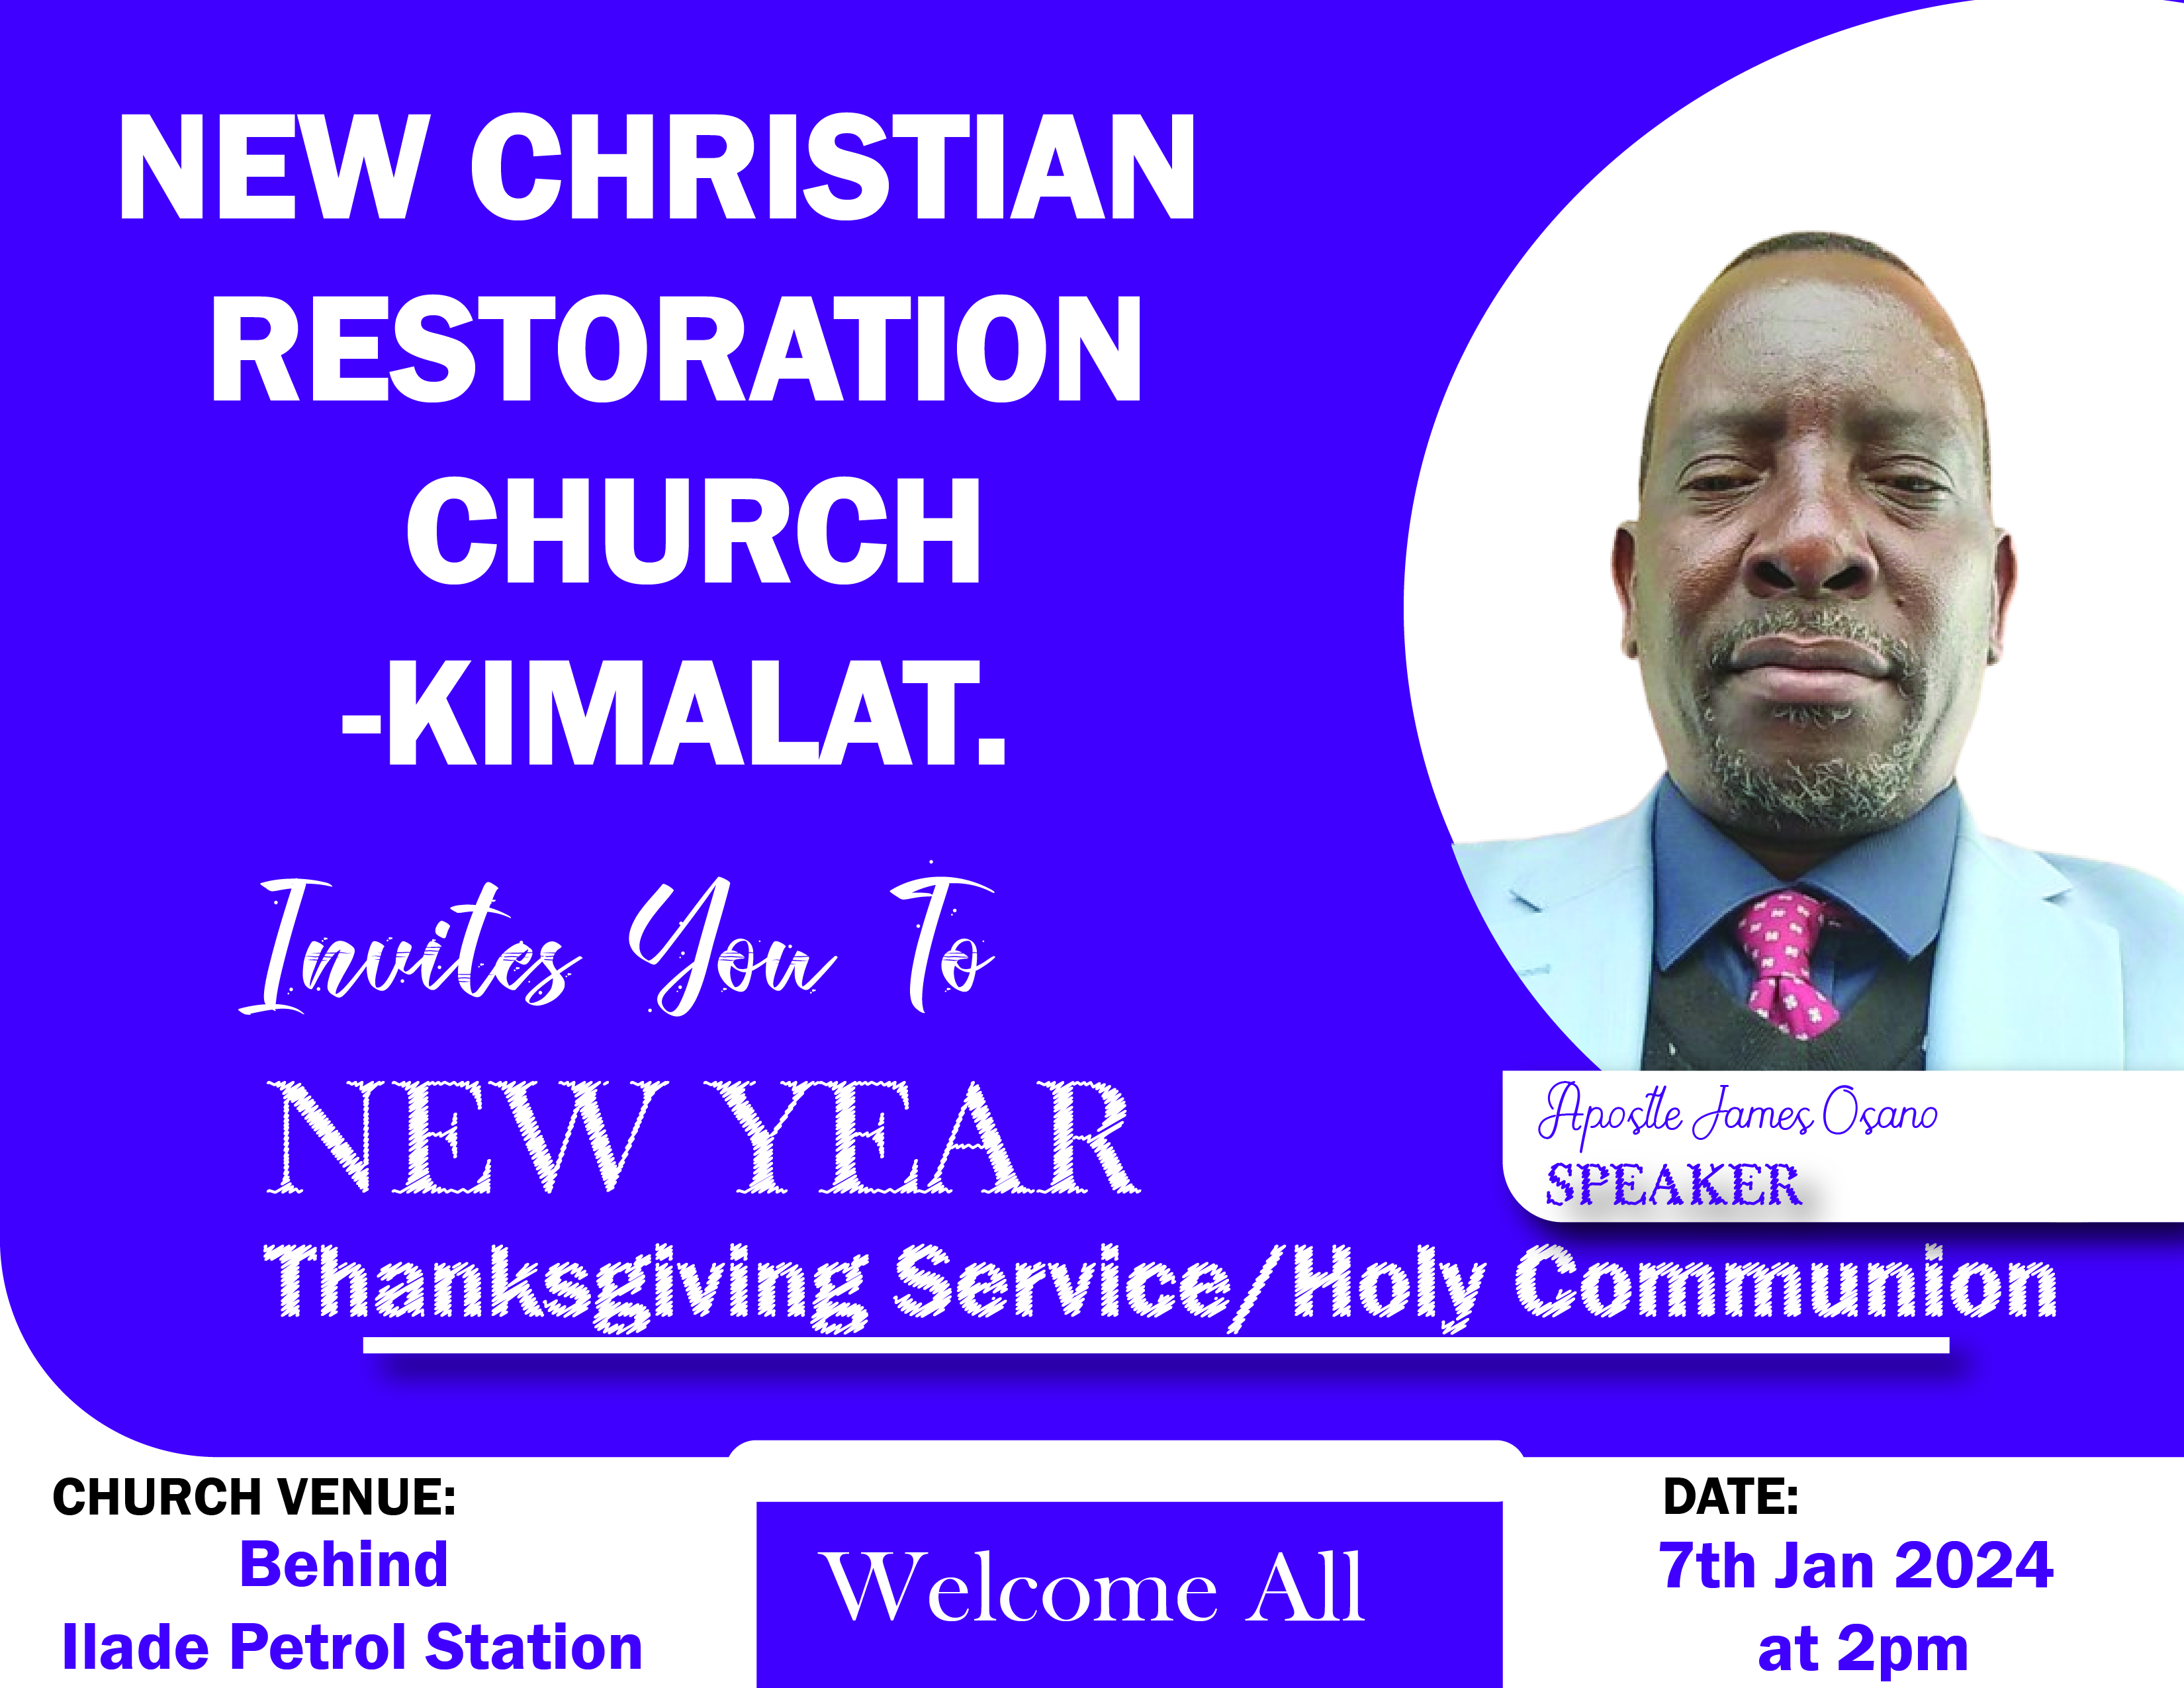 NEW CHRISTIAN
RESTORATION
CHURCH
-KIMALAT.
Invites You To
NEW YEAR
Apostle James Osano
SPEAKER
Thanksgiving Service/Holy Communion
CHURCH VENUE:
Behind
Ilade Petrol Station
Welcome All
DATE:
7th Jan 2024
at 2pm